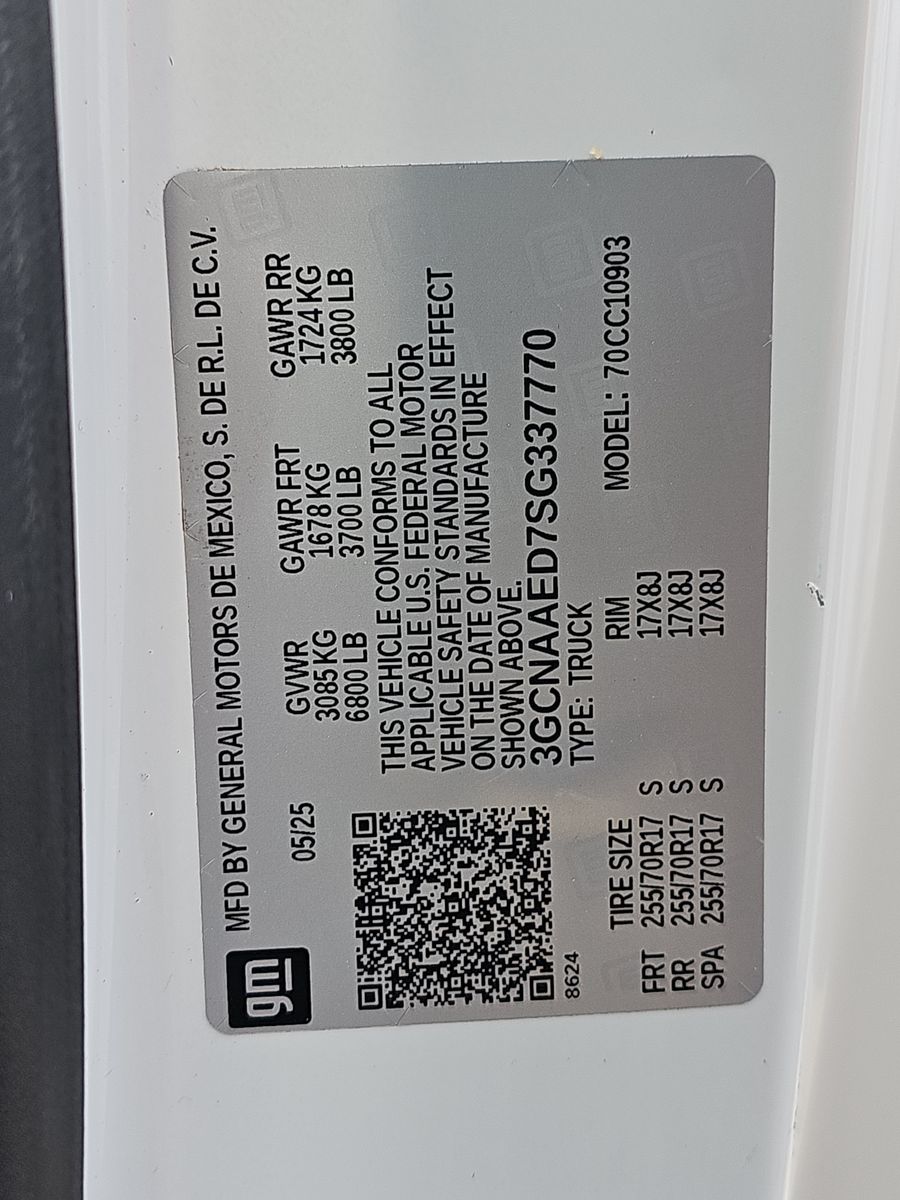 gm
MFD BY GENERAL MOTORS DE MEXICO, S. DE R.L. DE C.V.
05/25
GVWR GAWR FRT GAWR RR
3085 KG 1678 KG 1724 KG
6800 LB 3700 LB 3800 LB
THIS VEHICLE CONFORMS TO ALL
APPLICABLE U.S. FEDERAL MOTOR
VEHICLE SAFETY STANDARDS IN EFFECT
ON THE DATE OF MANUFACTURE
SHOWN ABOVE.
3GCNAAED7SG337770
8624 TYPE: TRUCK
TIRE SIZE RIM MODEL: 70CC10903
FRT 255/70R17 S 17X8J
RR 255/70R17 S 17X8J
SPA 255/70R17 S 17X8J